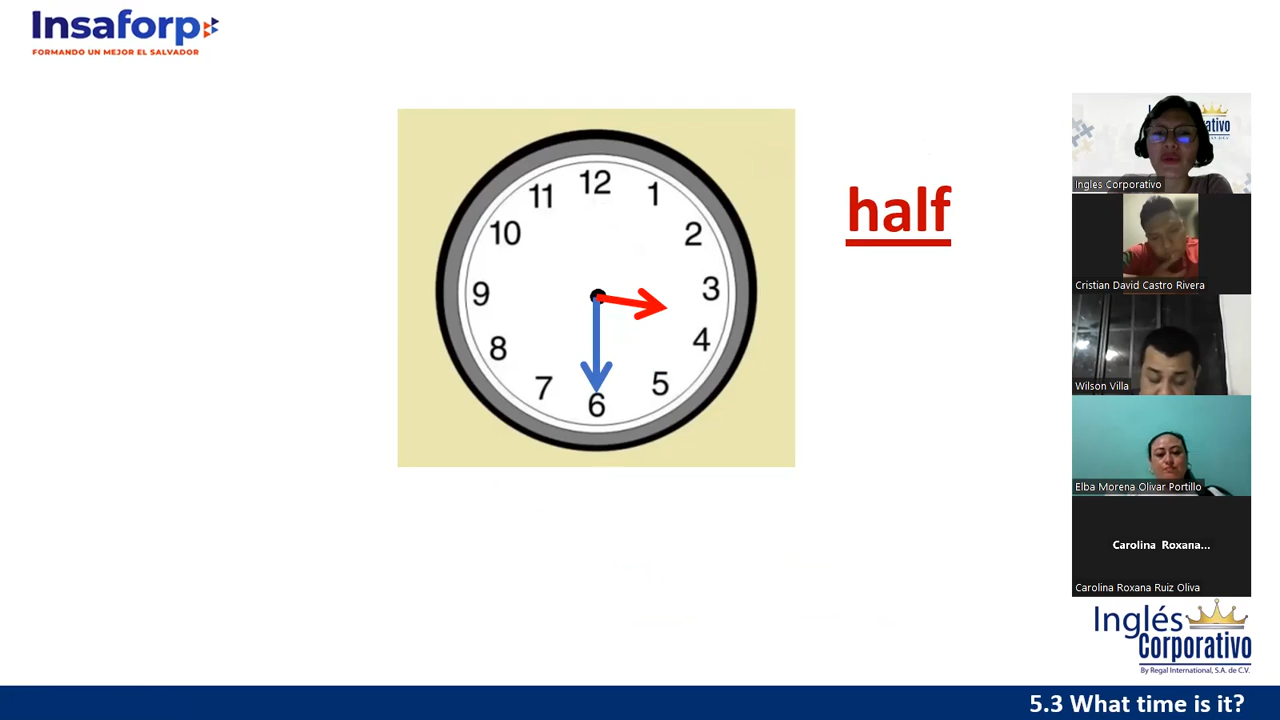 Insaforp
FORMANDO UN MEJOR EL SALVADOR
12
11
1
10
2
9
3
8
4
7
5
6
half
Ingles Corporativo
Cristian David Castro Rivera
Wilson Villa
Elba Morena Olivar Portillo
Carolina Roxana...
Carolina Roxana Ruiz Oliva
Inglés
Corporativo
By Regal International, S.A. de C.V.
5.3 What time is it?